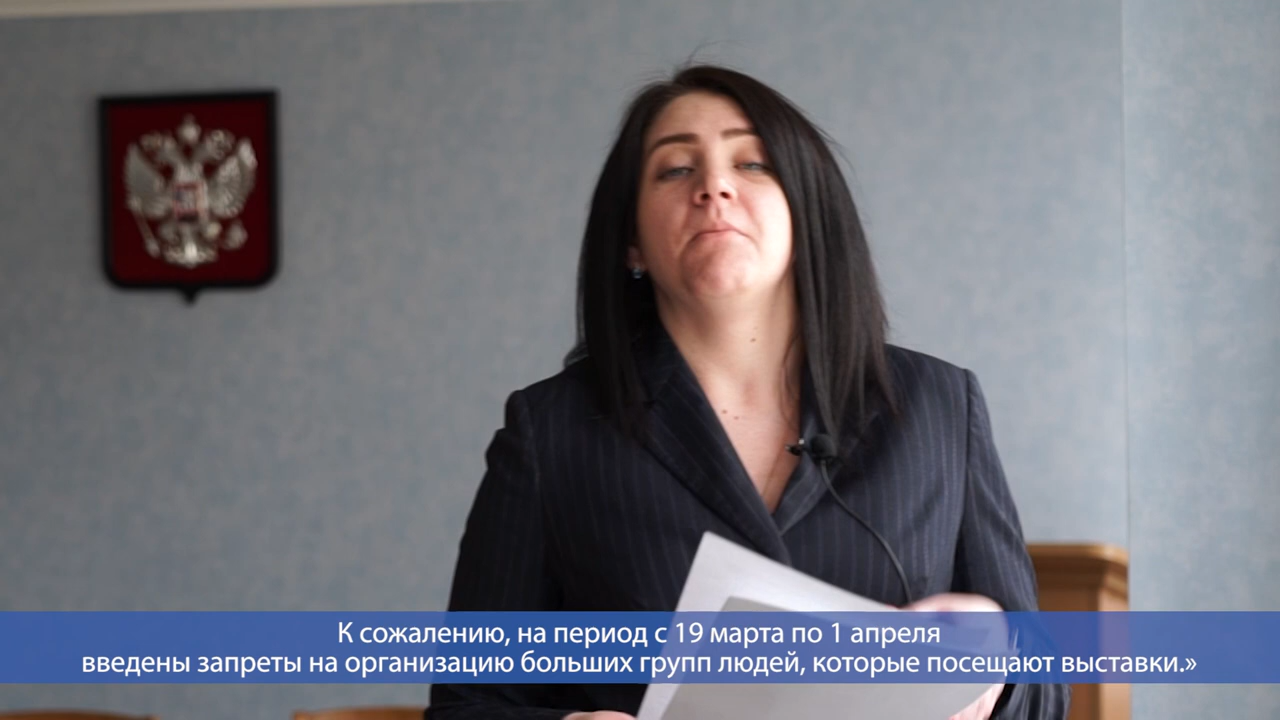 К сожалению, на период с 19 марта по 1 апреля
введены запреты на организацию больших групп людей, которые посещают выставки.»